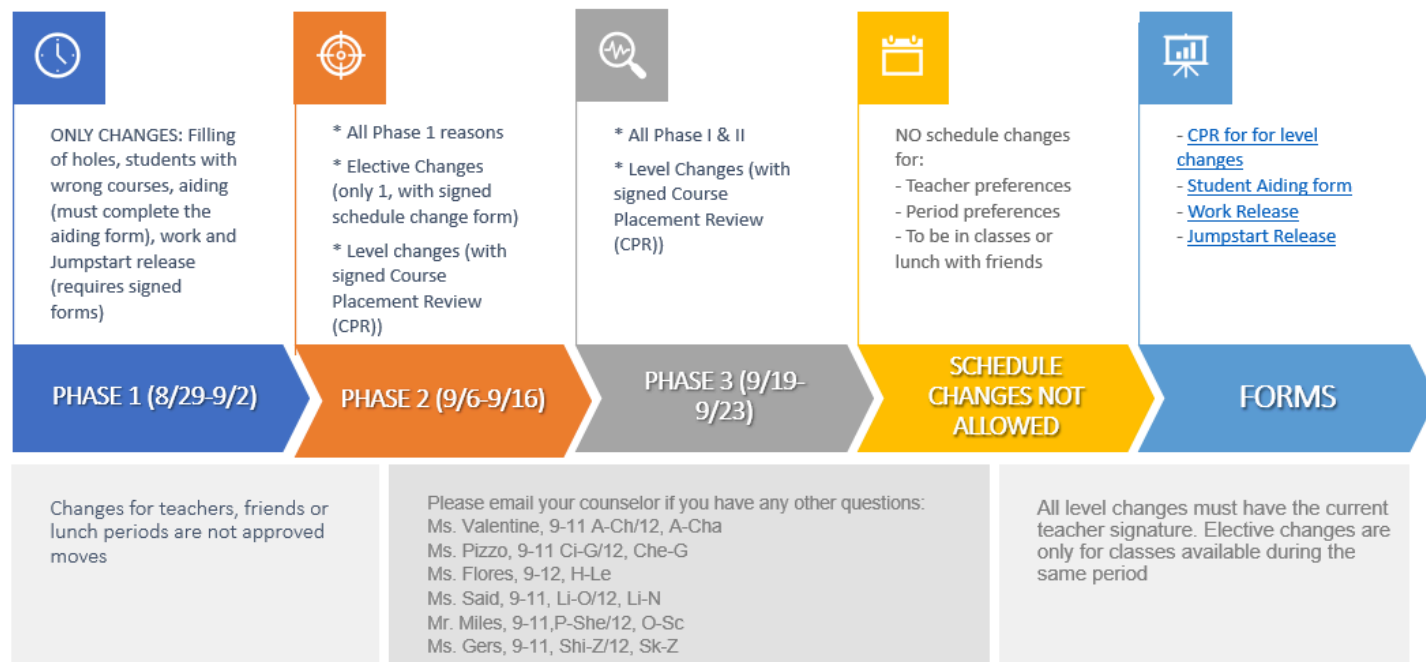 ONLY CHANGES: Filling
of holes, students with
wrong courses, aiding
(must complete the
aiding form), work and
Jumpstart release
(requires signed
forms)
PHASE 1 (8/29-9/2)
* All Phase 1 reasons
* Elective Changes
(only 1, with signed
schedule change form)
* Level changes (with
signed Course
Placement Review
(CPR))
PHASE 2 (9/6-9/16)
* All Phase I & II
* Level Changes (with
signed Course
Placement Review
(CPR))
PHASE 3 (9/19-
9/23)
NO schedule changes
for:
- Teacher preferences
- Period preferences
- To be in classes or
lunch with friends
SCHEDULE
CHANGES NOT
ALLOWED
- CPR for for level
changes
- Student Aiding form
- Work Release
- Jumpstart Release
FORMS
Changes for teachers, friends or
lunch periods are not approved
moves
Please email your counselor if you have any other questions:
Ms. Valentine, 9-11 A-Ch/12, A-Cha
Ms. Pizzo, 9-11 Ci-G/12, Che-G
Ms. Flores, 9-12, H-Le
Ms. Said, 9-11, Li-O/12, Li-N
Mr. Miles, 9-11,P-She/12, O-Sc
Ms. Gers, 9-11, Shi-Z/12, Sk-Z
All level changes must have the current
teacher signature. Elective changes are
only for classes available during the
same period